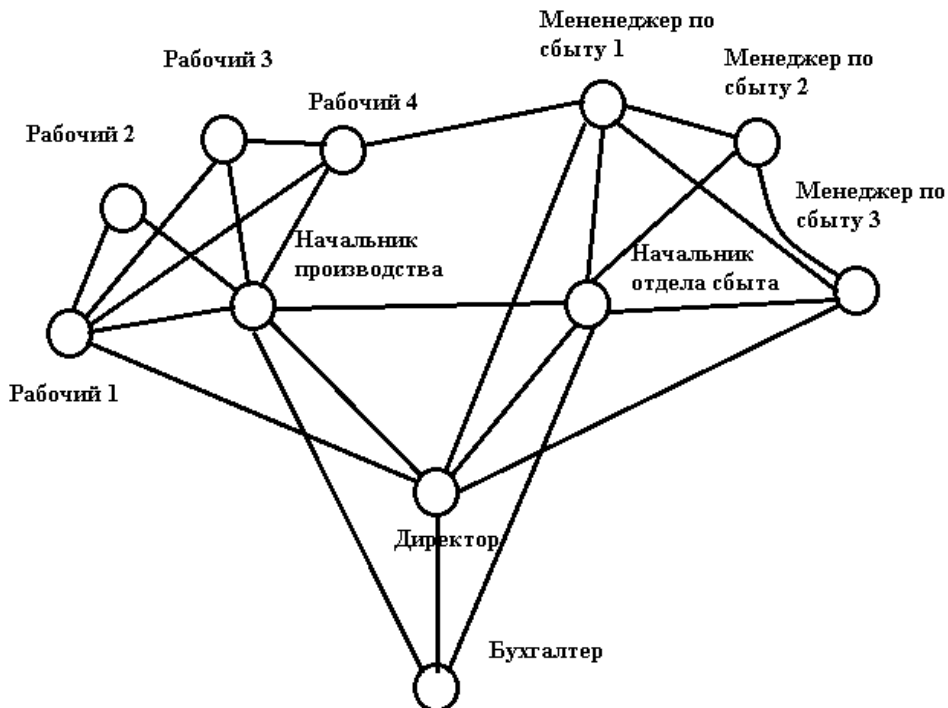 Мененеджер по
сбыту 1
Рабочий 3
Менеджер по
сбыту 2
Рабочий 4
Рабочий 2
Менеджер по
сбыту 3
Начальник
производства
Начальник
отдела сбыта
Рабочий 1
Директор
Бухгалтер